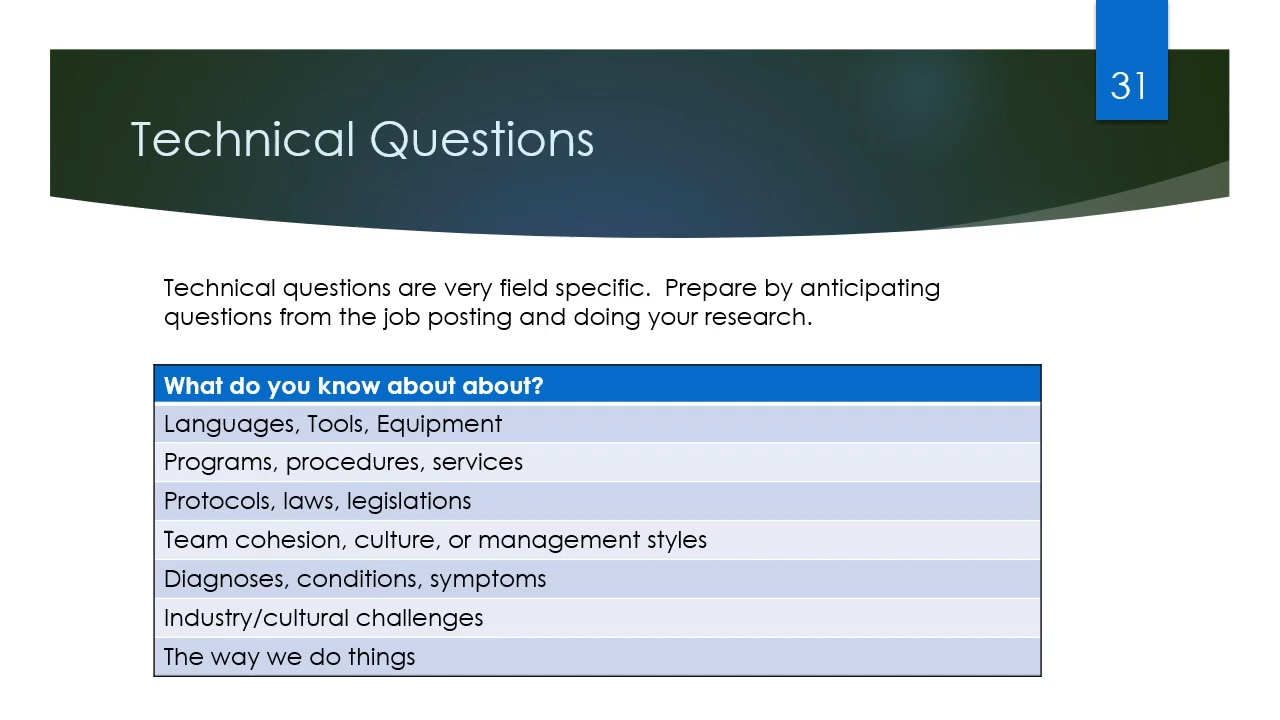 31
Technical Questions
Technical questions are very field specific.  Prepare by anticipating
questions from the job posting and doing your research.
What do you know about about?
Languages, Tools, Equipment
Programs, procedures, services
Protocols, laws, legislations
Team cohesion, culture, or management styles
Diagnoses, conditions, symptoms
Industry/cultural challenges
The way we do things